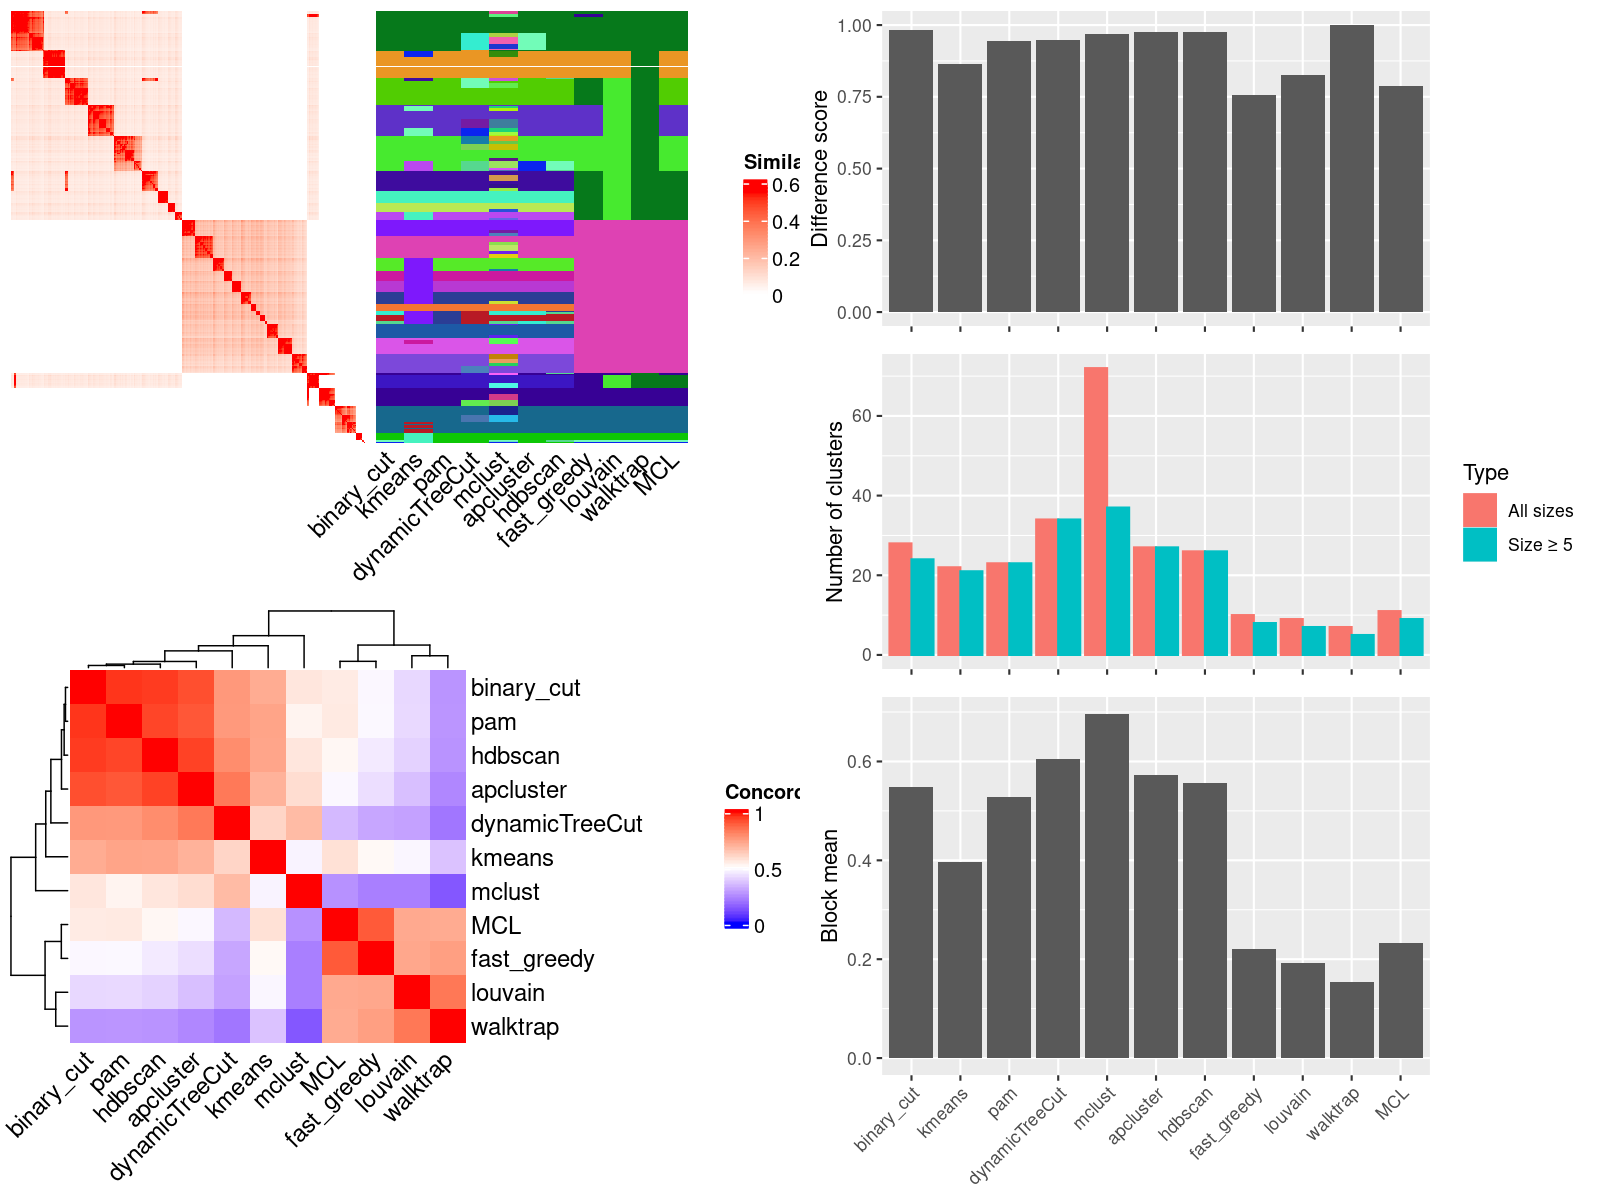 Simila
0.6
0.4
0.2
0
binary_cut
kmeans
pam
dynamicTreeCut
mclust
apcluster
hdbscan
fast_greedy
louvain
walktrap
MCL
binary_cut
pam
hdbscan
apcluster
dynamicTreeCut
kmeans
mclust
MCL
fast_greedy
louvain
walktrap
binary_cut
pam
hdbscan
apcluster
dynamicTreeCut
kmeans
mclust
MCL
fast_greedy
louvain
walktrap
Concord
1
0.5
0
Difference score
1.00
0.75
0.50
0.25
0.00
Number of clusters
60
40
20
0
Type
All sizes
Size ≥ 5
Block mean
0.6
0.4
0.2
0.0
binary_cut
kmeans
pam
dynamicTreeCut
mclust
apcluster
hdbscan
fast_greedy
louvain
walktrap
MCL